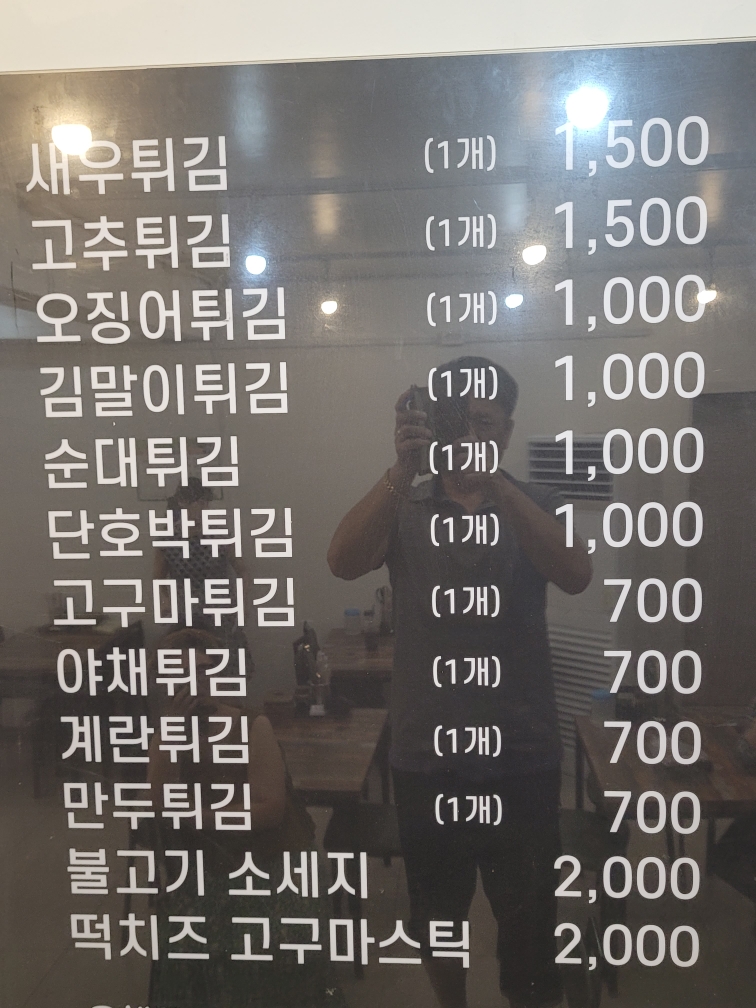 새우튀김 (1개) 1,500
고추튀김 (1개) 1,500
오징어튀김 (1개) 1,000
김말이튀김 (1개) 1,000
순대튀김 (1개) 1,000
단호박튀김 (1개) 1,000
고구마튀김 (1개) 700
야채튀김 (1개) 700
계란튀김 (1개) 700
만두튀김 (1개) 700
불고기 소세지 2,000
떡치즈 고구마스틱 2,000